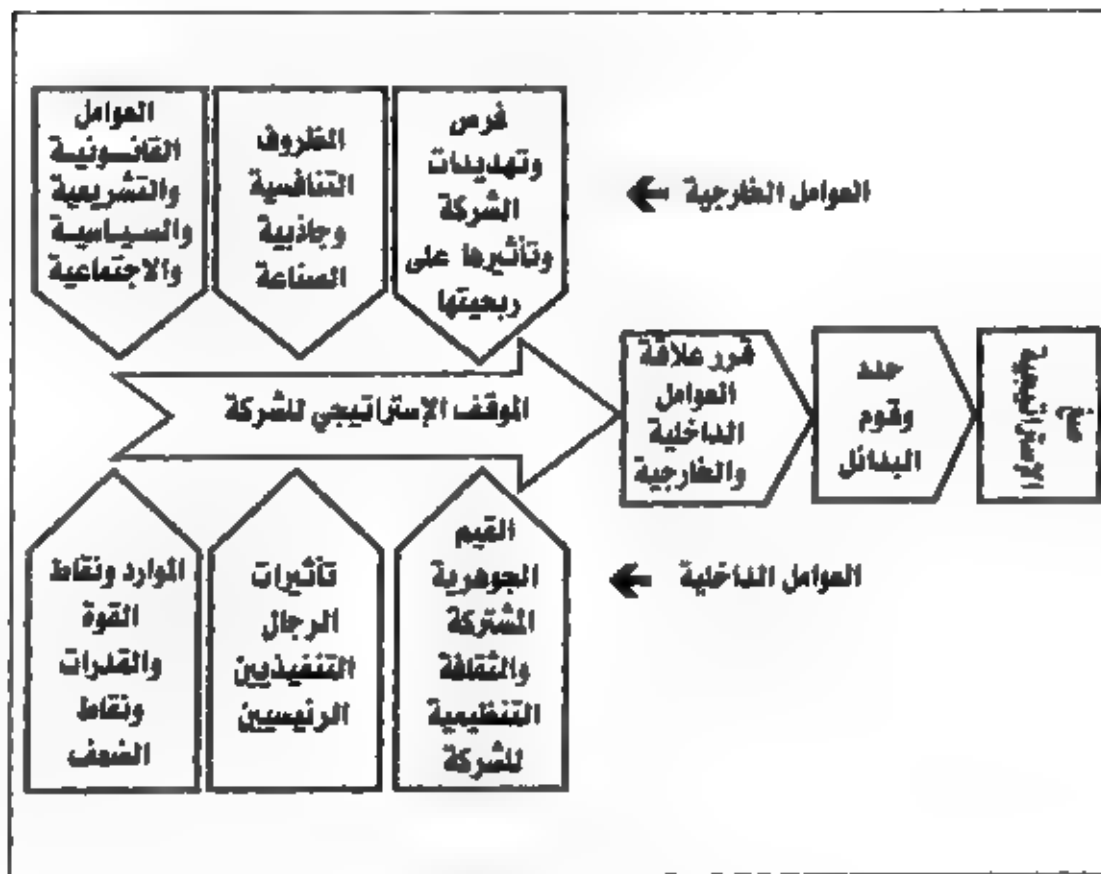 العوامل
القانونية
والتشريعية
والسياسية
والاجتماعية
الظروف
التنافسية
وجاذبية
الصناعة
فرص
وتهديدات
الشركة
وتأثيرها على
ربحيتها
العوامل الخارجية
الموقف الإستراتيجي للشركة
قرر علاقة
العوامل
الداخلية
والخارجية
حدد
وقوم
البدائل
صغ
الإستراتيجية
الموارد ونقاط
القوة
والقدرات
ونقاط
الضعف
تأثيرات
الرجال
التنفيذيين
الرئيسيين
القيم
الجوهرية
المشتركة
والثقافة
التنظيمية
للشركة
العوامل الداخلية